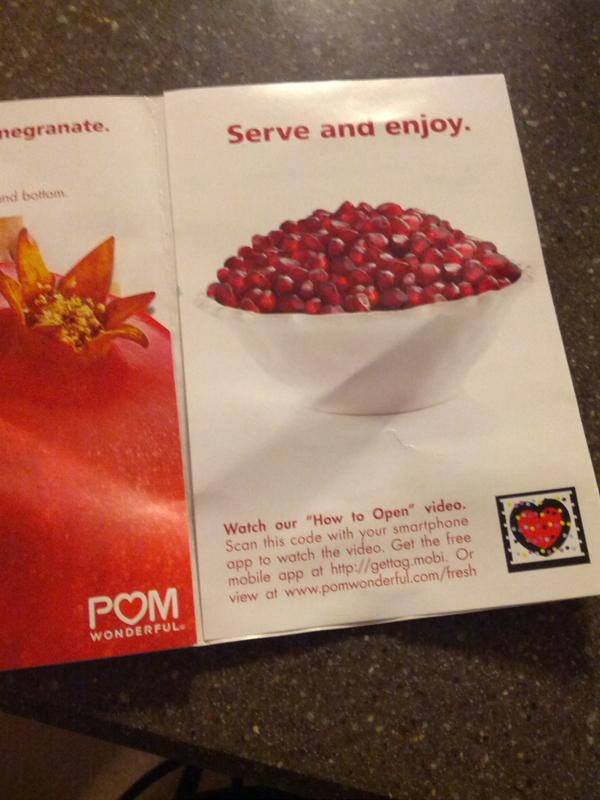 negranate.
nd bottom.
POM
WONDERFUL®
Serve and enjoy.
Watch our "How to Open" video.
Scan this code with your smartphone
app to watch the video. Get the free
mobile app at http://gettag.mobi. Or
view at www.pomwonderful.com/fresh